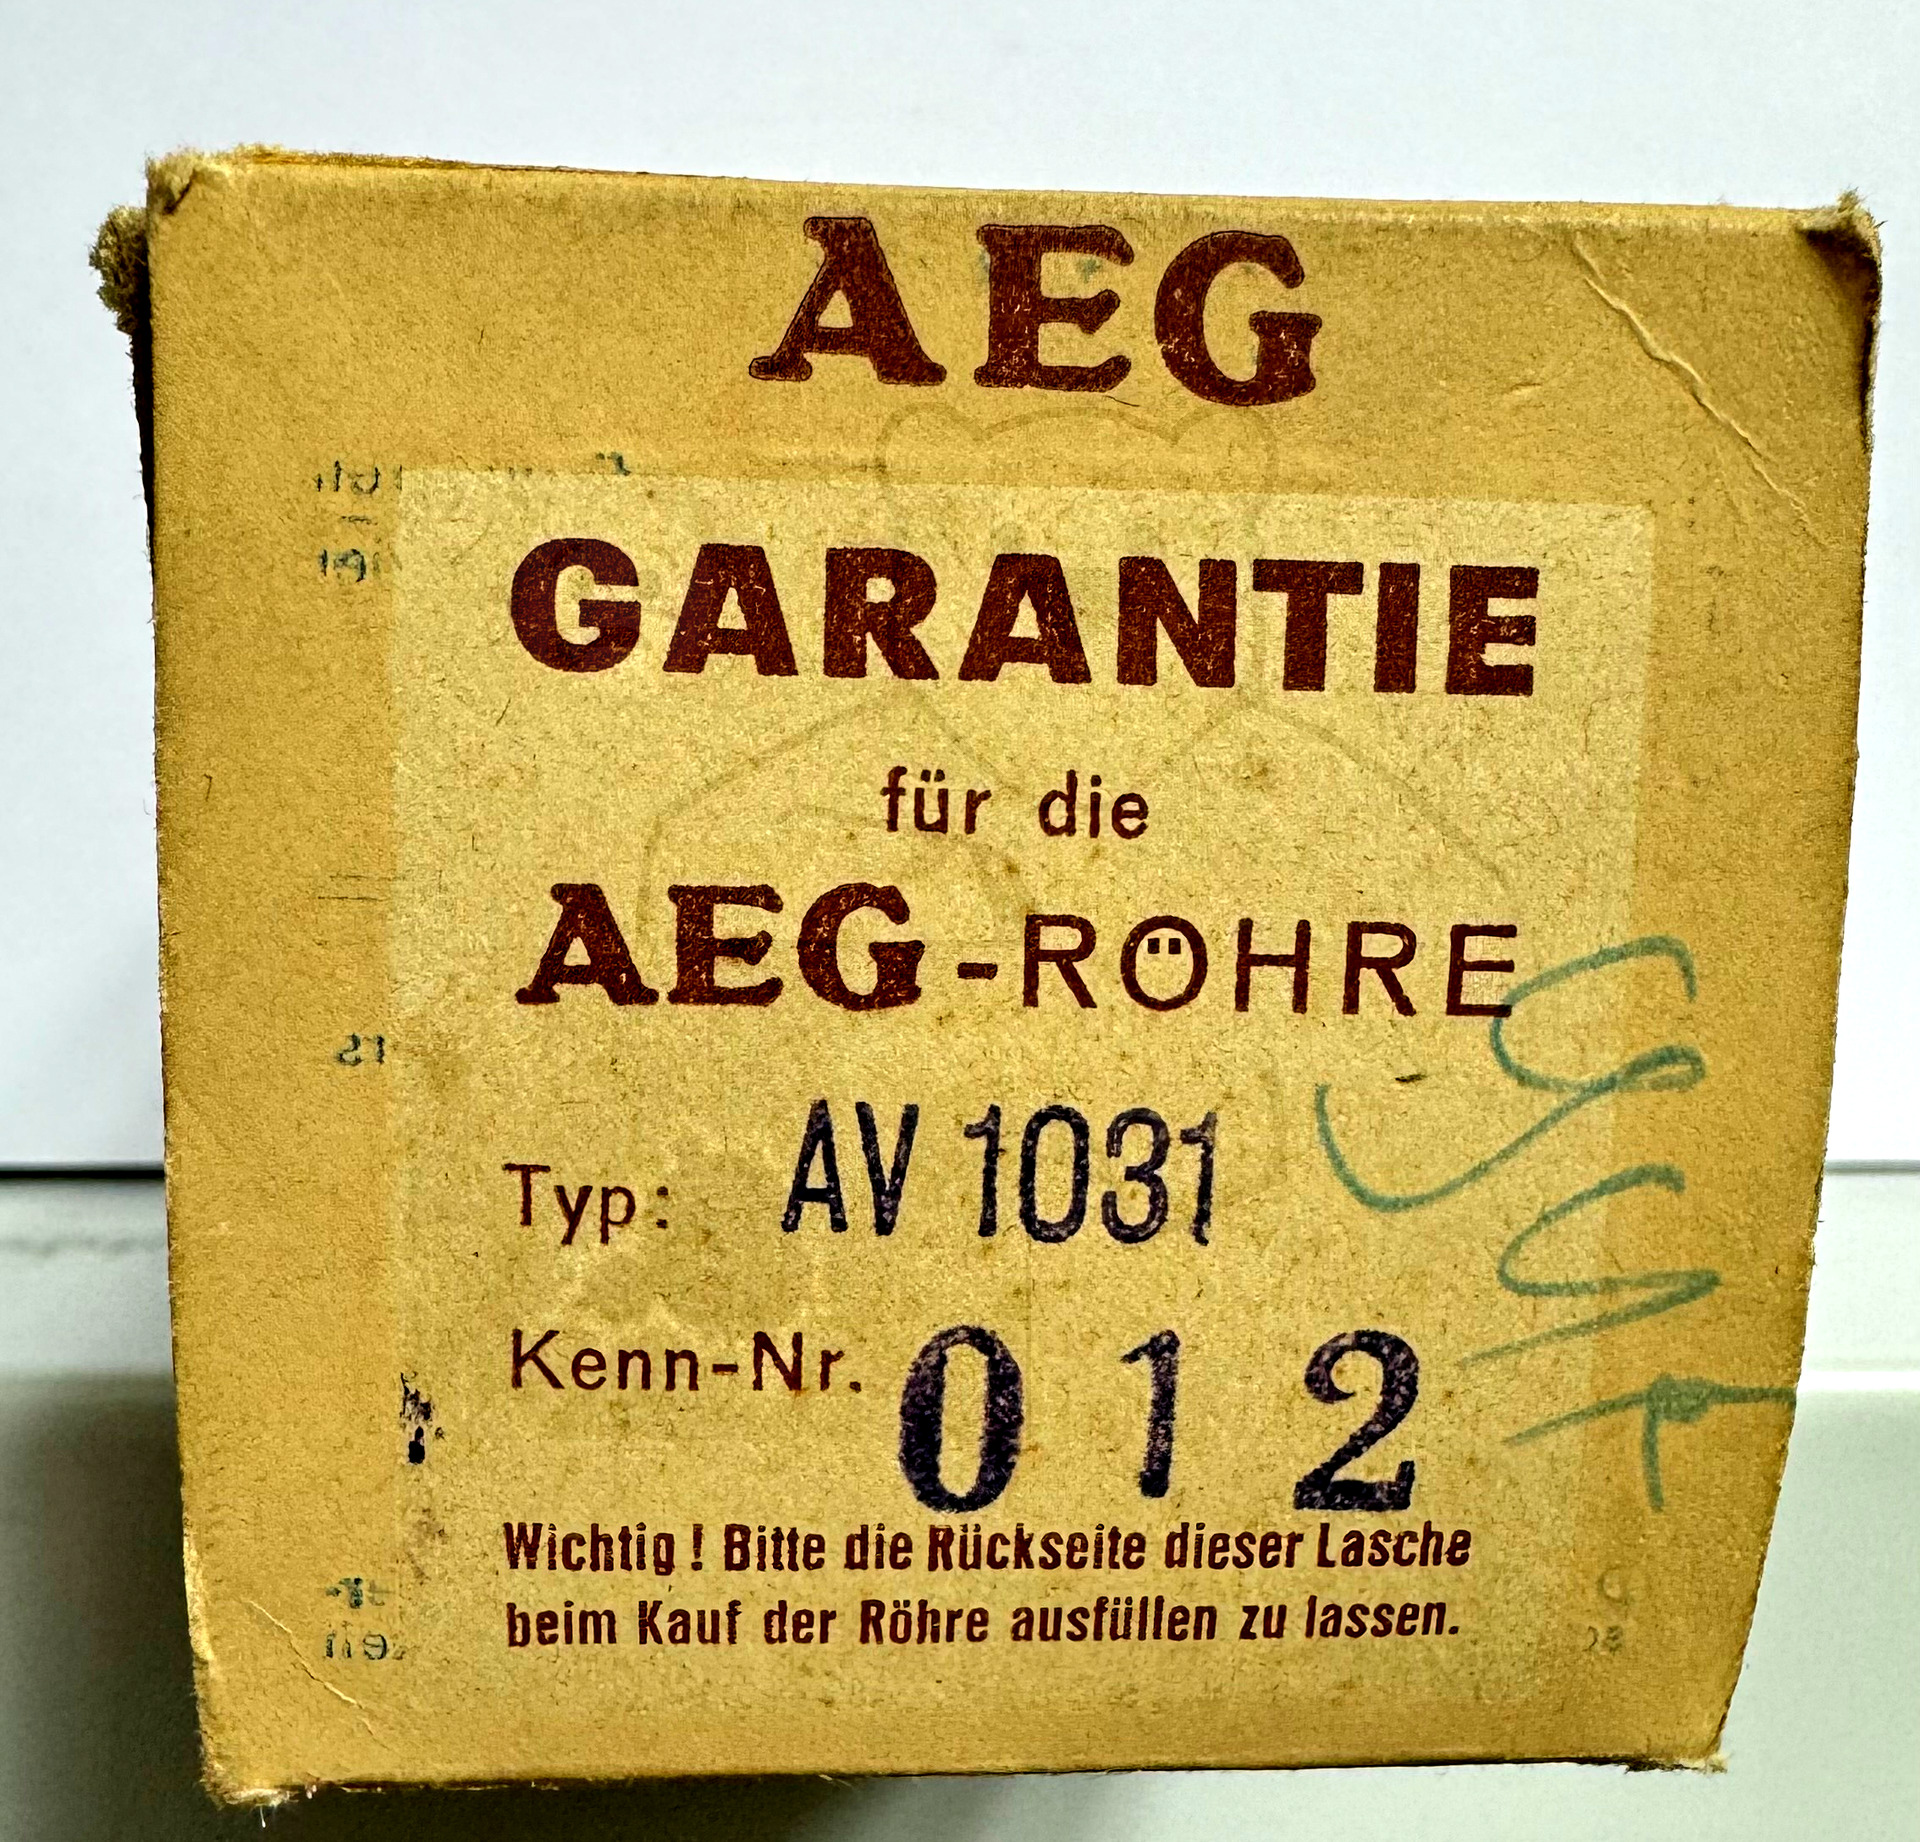 AEG
GARANTIE
für die
AEG-RÖHRE
Typ: AV 1031
Kenn-Nr. 012
Wichtig! Bitte die Rückseite dieser Lasche
beim Kauf der Röhre ausfüllen zu lassen.